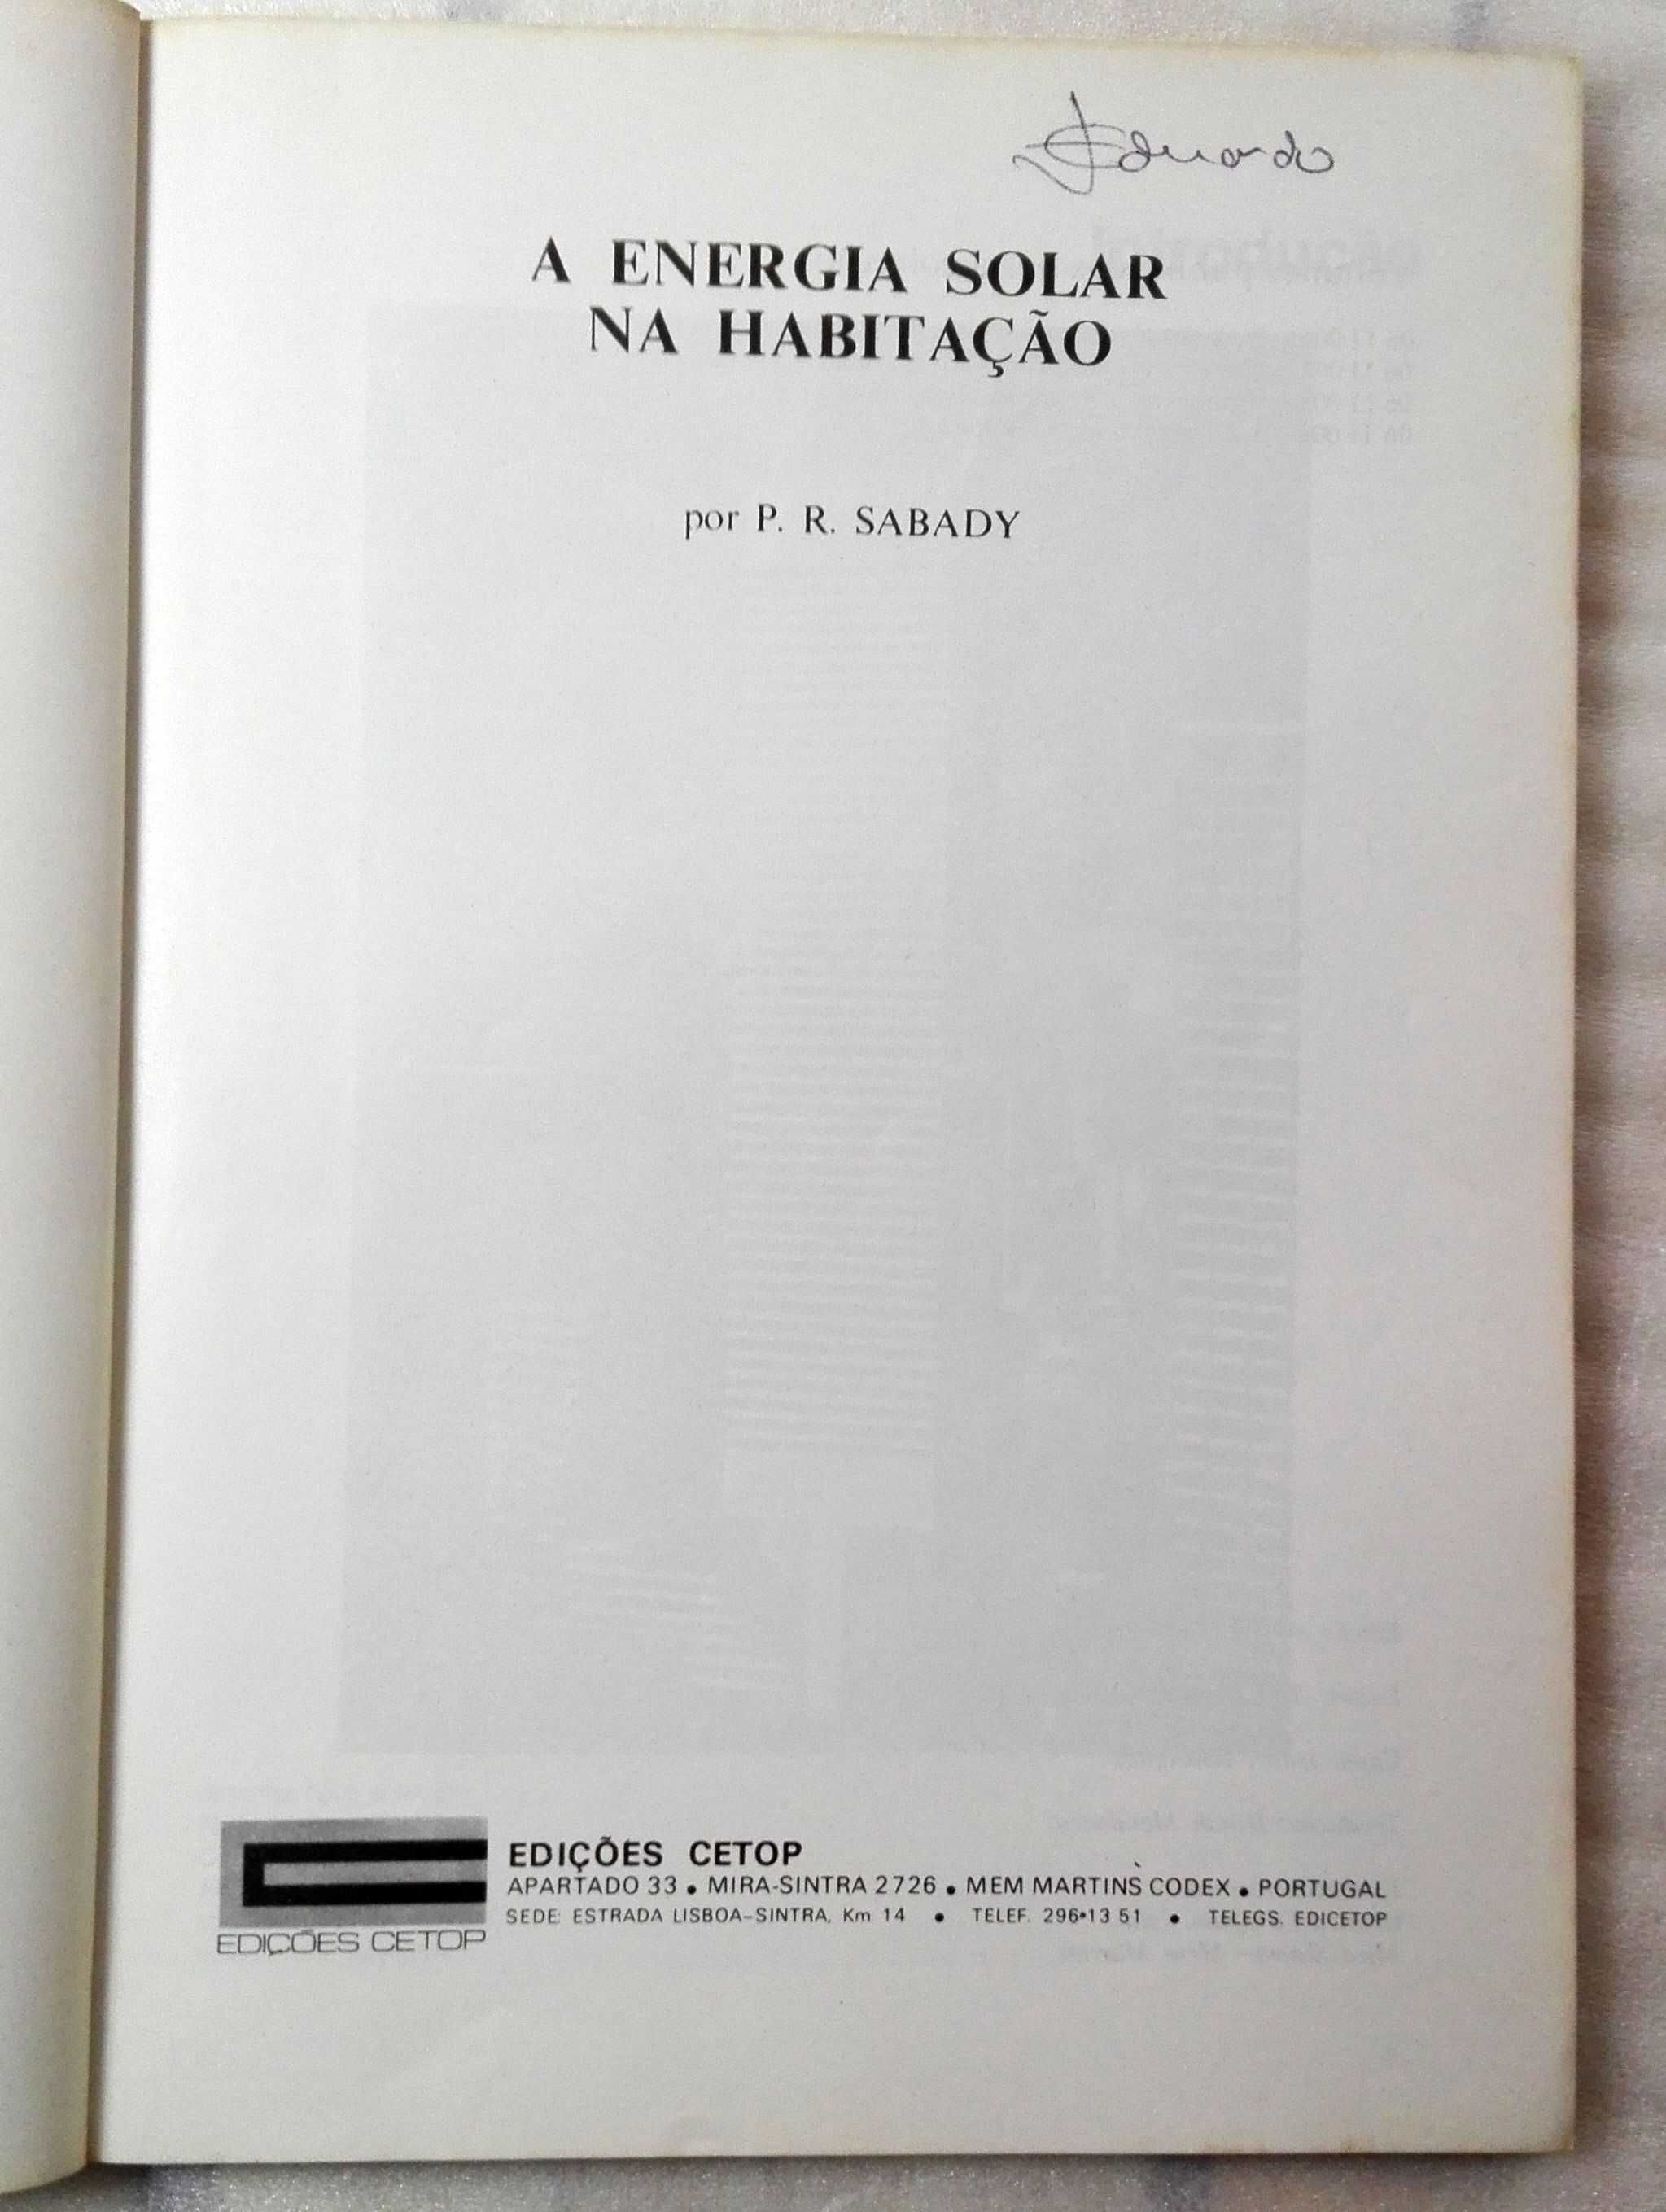 Eduardo
A ENERGIA SOLAR
NA HABITAÇÃO
por P. R. SABADY
EDIÇÕES CETOP
APARTADO 33 • MIRA-SINTRA 2726 • MEM MARTINS CODEX • PORTUGAL
SEDE: ESTRADA LISBOA-SINTRA, Km 14 • TELEF. 296•13 51 • TELEGS. EDICETOP
EDIÇÕES CETOP